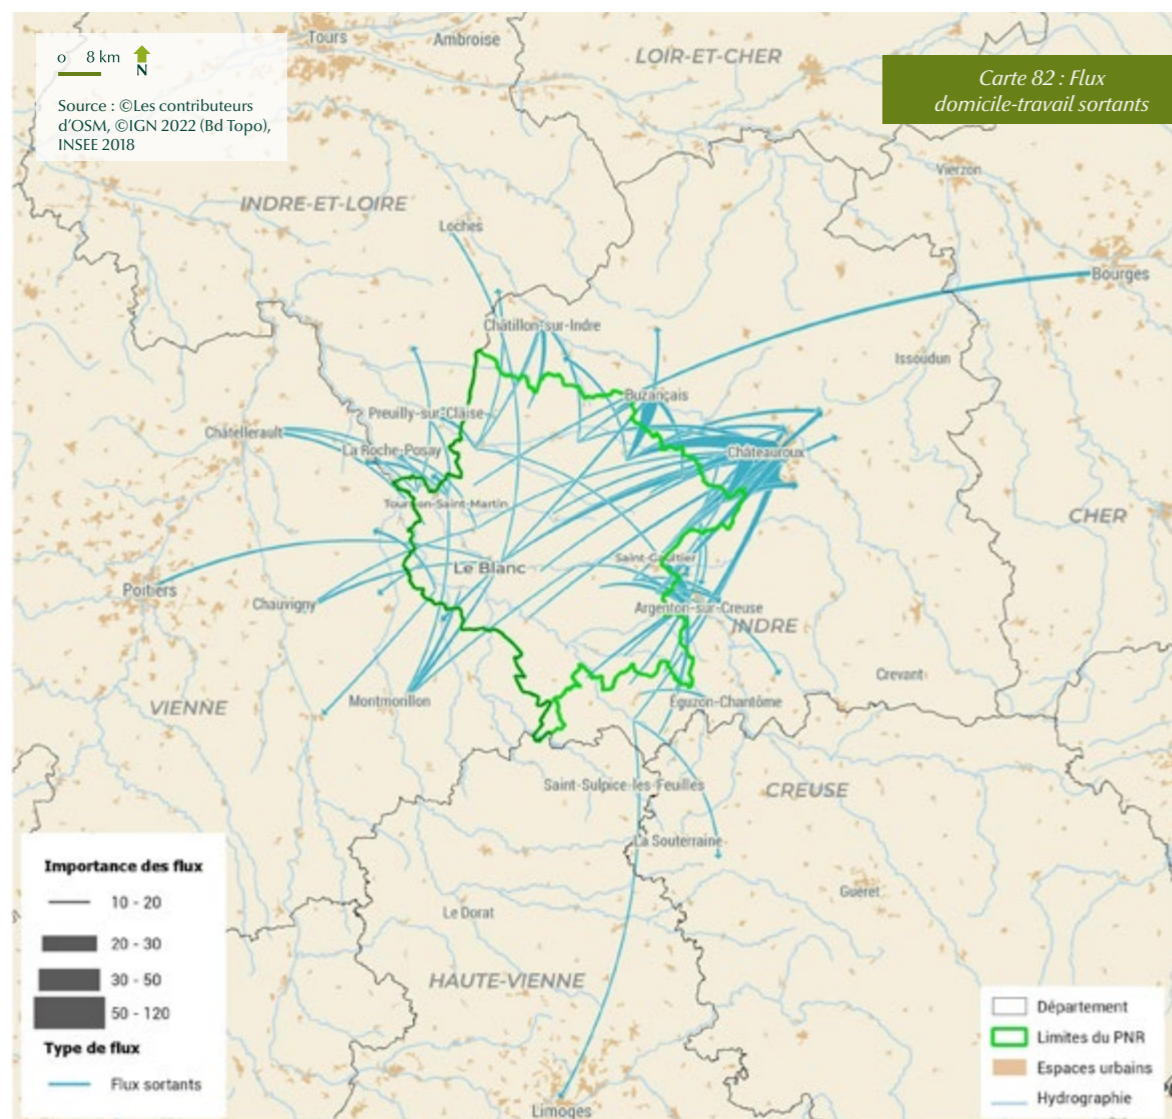 Tours
Ambroise
LOIR-ET-CHER
o 8 km
N
Source : ©Les contributeurs
d'OSM, ©IGN 2022 (Bd Topo),
INSEE 2018
Carte 82 : Flux
domicile-travail sortants
Vierzon
INDRE-ET-LOIRE
Loches
Bourges
Châtillon-sur-Indre
Issoudun
Buzançais
Preuilly-sur-Claise
Châtellerault
La Roche-Posay
Châteauroux
Tournon-Saint-Martin
CHER
Saint-Gaultier
Le Blanc
Poitiers
Chauvigny
Argenton-sur-Creuse
INDRE
Crevant
Montmorillon
Éguzon-Chantôme
VIENNE
Saint-Sulpice-les-Feuilles
CREUSE
La Souterraine
Guéret
Le Dorat
HAUTE-VIENNE
Limoges
Importance des flux
10 - 20
20 - 30
30 - 50
50 - 120
Type de flux
Flux sortants
Département
Limites du PNR
Espaces urbains
Hydrographie